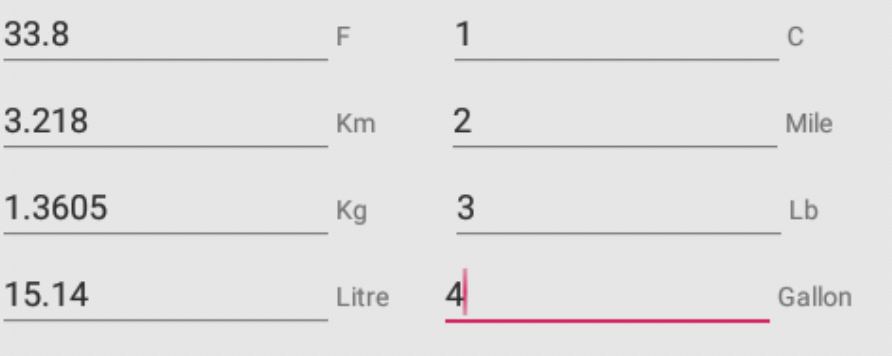 33.8 F 1 C
3.218 Km 2 Mile
1.3605 Kg 3 Lb
15.14 Litre 4 Gallon